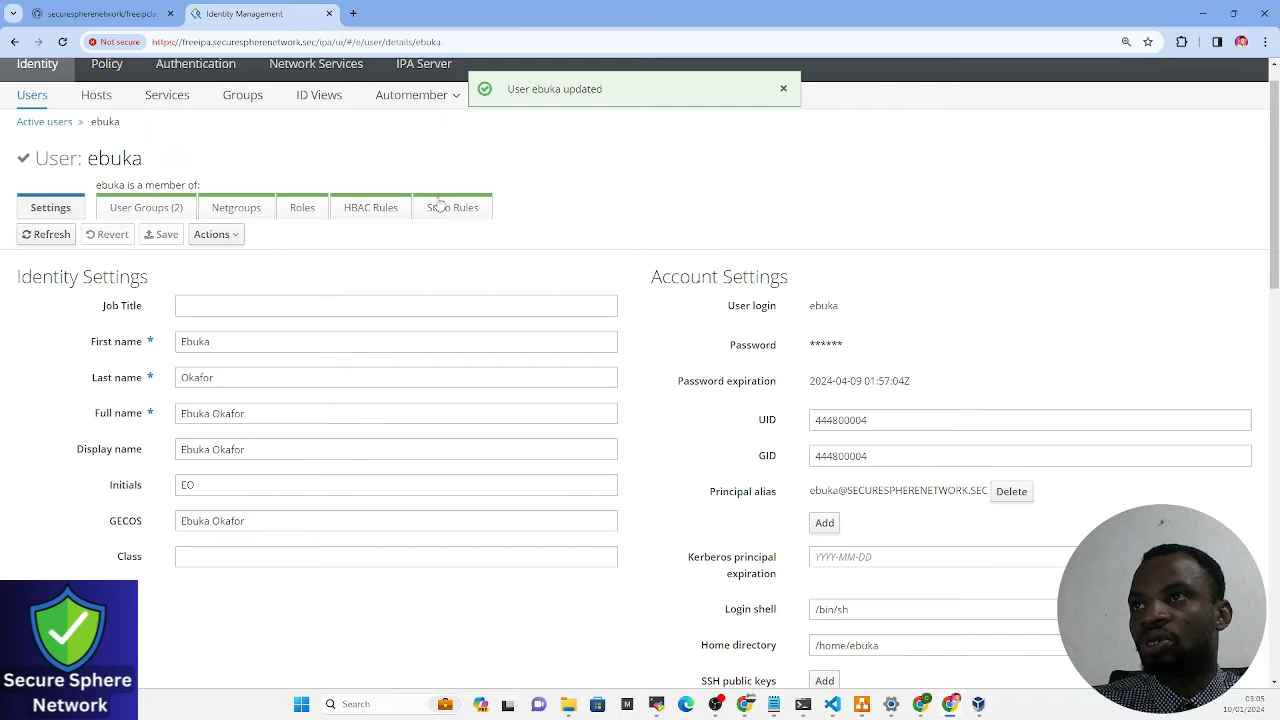 securespherenetwork/freeipa:
Identity Management
Not secure
https://freeipa.securespherenetwork.sec/ipa/ui/#/e/user/details/ebuka
Identity Policy Authentication Network Services IPA Server
User ebuka updated
Users Hosts Services Groups ID Views Automember
Active users » ebuka
User: ebuka
ebuka is a member of:
Settings User Groups (2) Netgroups Roles HBAC Rules Sudo Rules
Refresh Revert Save Actions
Identity Settings
Job Title
First name * Ebuka
Last name * Okafor
Full name * Ebuka Okafor
Display name Ebuka Okafor
Initials EO
GECOS Ebuka Okafor
Class
Account Settings
User login ebuka
Password ******
Password expiration 2024-04-09 01:57:04Z
UID 444800004
GID 444800004
Principal alias ebuka@SECURESPHERENETWORK.SEC Delete
Add
Kerberos principal YYYY-MM-DD
expiration
Login shell /bin/sh
Home directory /home/ebuka
SSH public keys Add
Secure Sphere
Network
Search
03:05
10/01/2024